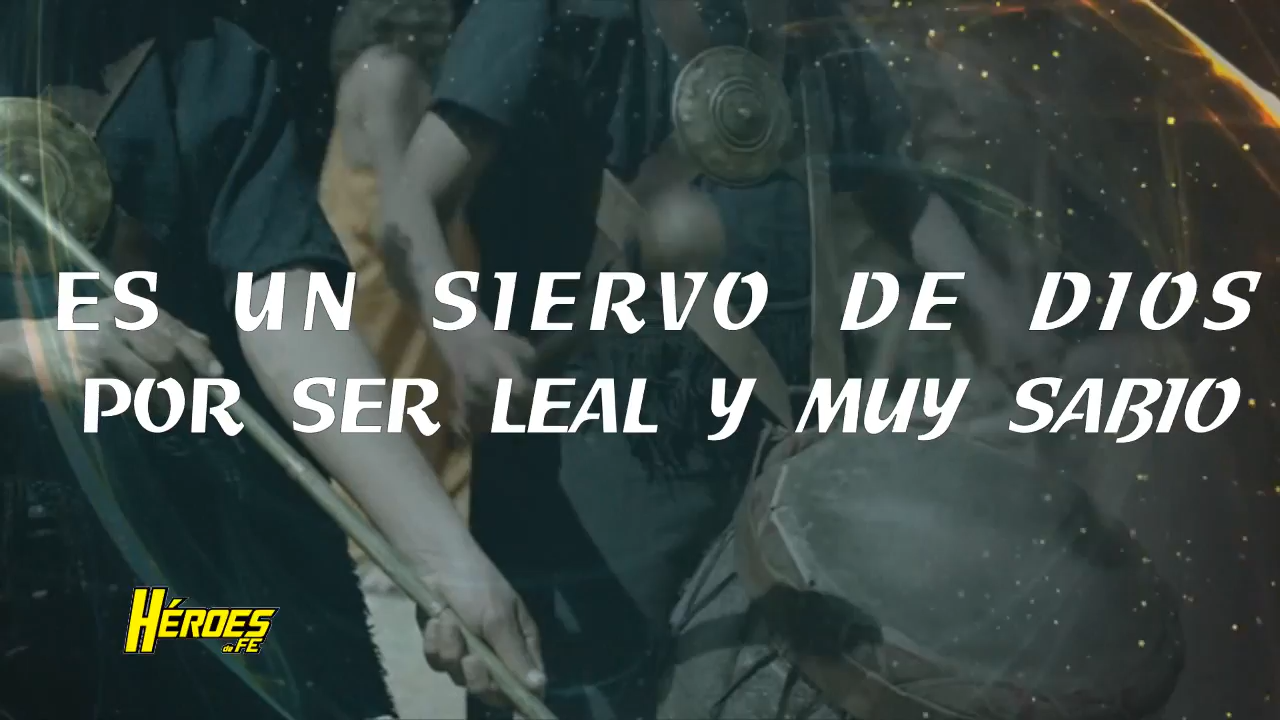 ES UN SIERVO DE DIOS
POR SER LEAL Y MUY SABIO
HÉROES
de FE